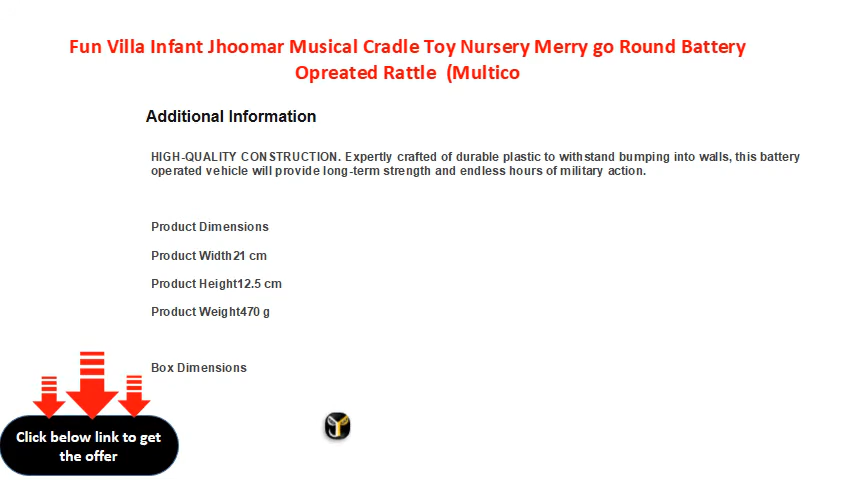 Fun Villa Infant Jhoomar Musical Cradle Toy Nursery Merry go Round Battery
Opreated Rattle (Multico
Additional Information
HIGH-QUALITY CONSTRUCTION. Expertly crafted of durable plastic to withstand bumping into walls, this battery
operated vehicle will provide long-term strength and endless hours of military action.
Product Dimensions
Product Width21 cm
Product Height12.5 cm
Product Weight470 g
Box Dimensions
Click below link to get
the offer